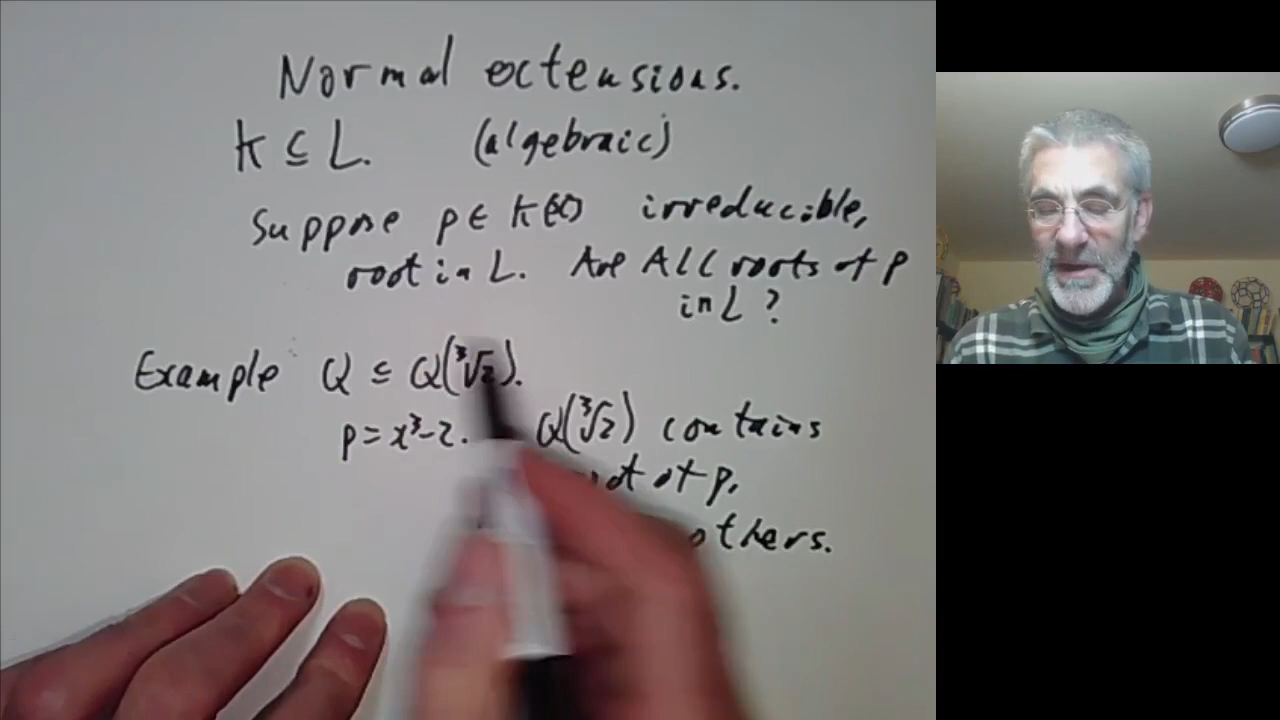 Normal extensions.
K ⊆ L. (algebraic)
Suppose p ∈ K[x] irreducible,
root in L. Are ALL roots of p
in L?
Example Q ⊆ Q(∛2).
p = x³-2. Q(∛2) contains
of p,
others.